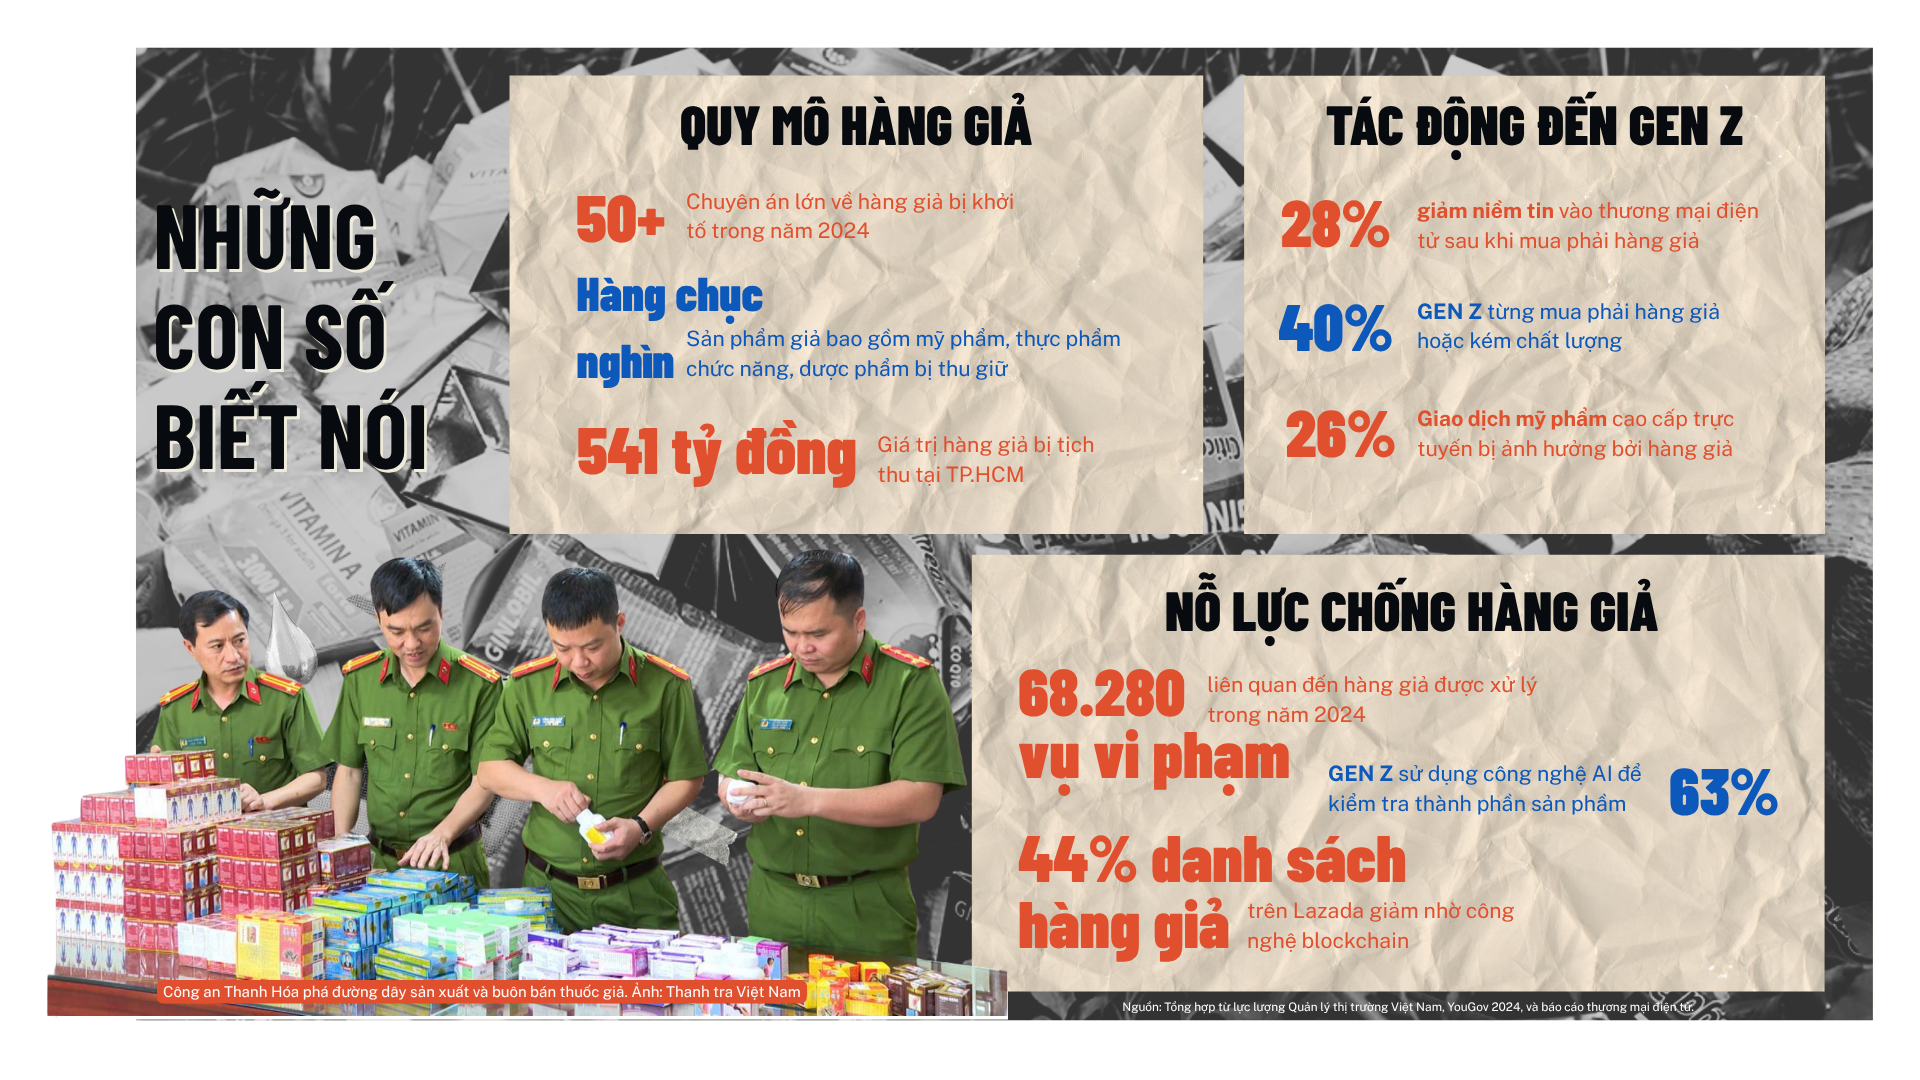 NHỮNG
CON SỐ
BIẾT NÓI
QUY MÔ HÀNG GIẢ
50+
Chuyên án lớn về hàng giả bị khởi
tố trong năm 2024
Hàng chục
nghìn
Sản phẩm giả bao gồm mỹ phẩm, thực phẩm
chức năng, dược phẩm bị thu giữ
541 tỷ đồng
Giá trị hàng giả bị tịch
thu tại TP.HCM
TÁC ĐỘNG ĐẾN GEN Z
28%
giảm niềm tin vào thương mại điện
tử sau khi mua phải hàng giả
40%
GEN Z từng mua phải hàng giả
hoặc kém chất lượng
26%
Giao dịch mỹ phẩm cao cấp trực
tuyến bị ảnh hưởng bởi hàng giả
NỖ LỰC CHỐNG HÀNG GIẢ
68.280
vụ vi phạm
liên quan đến hàng giả được xử lý
trong năm 2024
GEN Z sử dụng công nghệ AI để
kiểm tra thành phần sản phẩm
63%
44% danh sách
hàng giả
trên Lazada giảm nhờ công
nghệ blockchain
VITAMIN A
VITAMIN
3000
GINLOBIL
COQ10
Công an Thanh Hóa phá đường dây sản xuất và buôn bán thuốc giả. Ảnh: Thanh tra Việt Nam
Nguồn: Tổng hợp từ lực lượng Quản lý thị trường Việt Nam, YouGov 2024, và báo cáo thương mại điện tử.